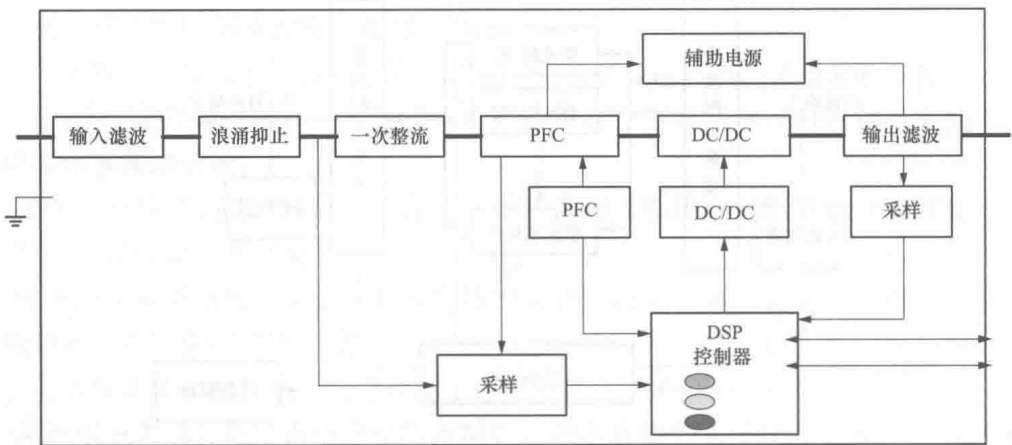 辅助电源
输入滤波
浪涌抑止
一次整流
PFC
DC/DC
输出滤波
PFC
DC/DC
采样
DSP
控制器
采样